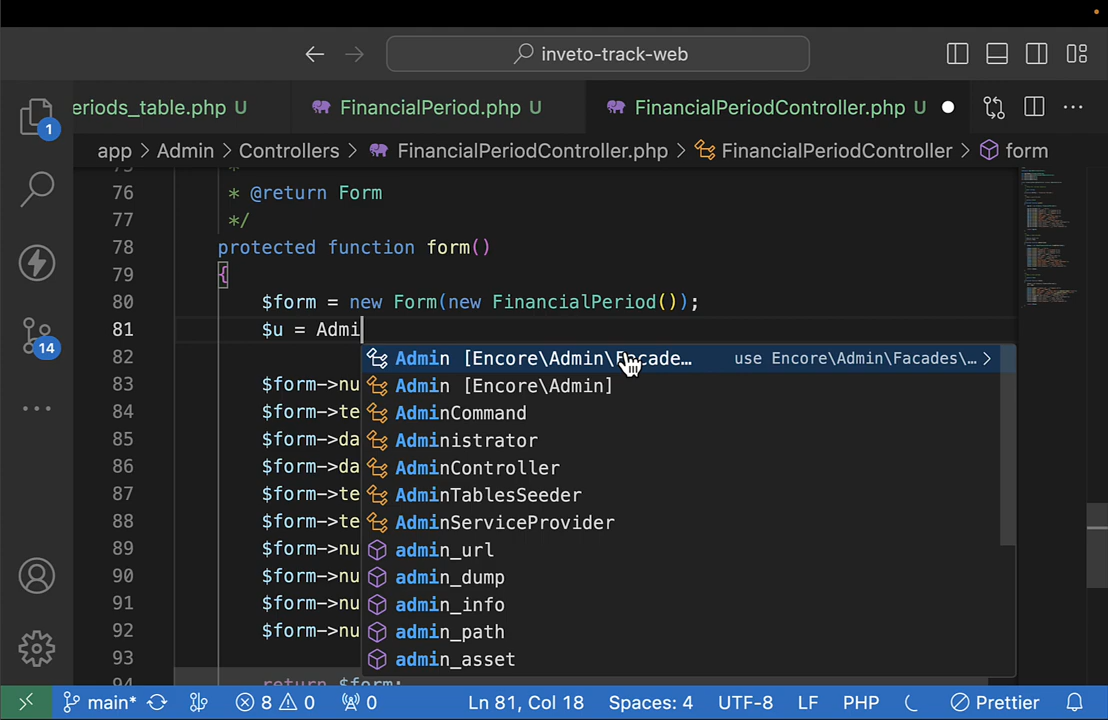 inveto-track-web
eriods_table.php U
FinancialPeriod.php U
FinancialPeriodController.php U
app > Admin > Controllers > FinancialPeriodController.php > FinancialPeriodController > form
1
14
76 * @return Form
77 */
78 protected function form()
79 {
80 $form = new Form(new FinancialPeriod());
81 $u = Admi
82
83 $form->nu
84 $form->te
85 $form->da
86 $form->da
87 $form->te
88 $form->te
89 $form->nu
90 $form->nu
91 $form->nu
92 $form->nu
93
94 return $form;
Admin [Encore\Admin\Facade… use Encore\Admin\Facades\…
Admin [Encore\Admin]
AdminCommand
Administrator
AdminController
AdminTablesSeeder
AdminServiceProvider
admin_url
admin_dump
admin_info
admin_path
admin_asset
main* 8 0 0 Ln 81, Col 18 Spaces: 4 UTF-8 LF PHP Prettier